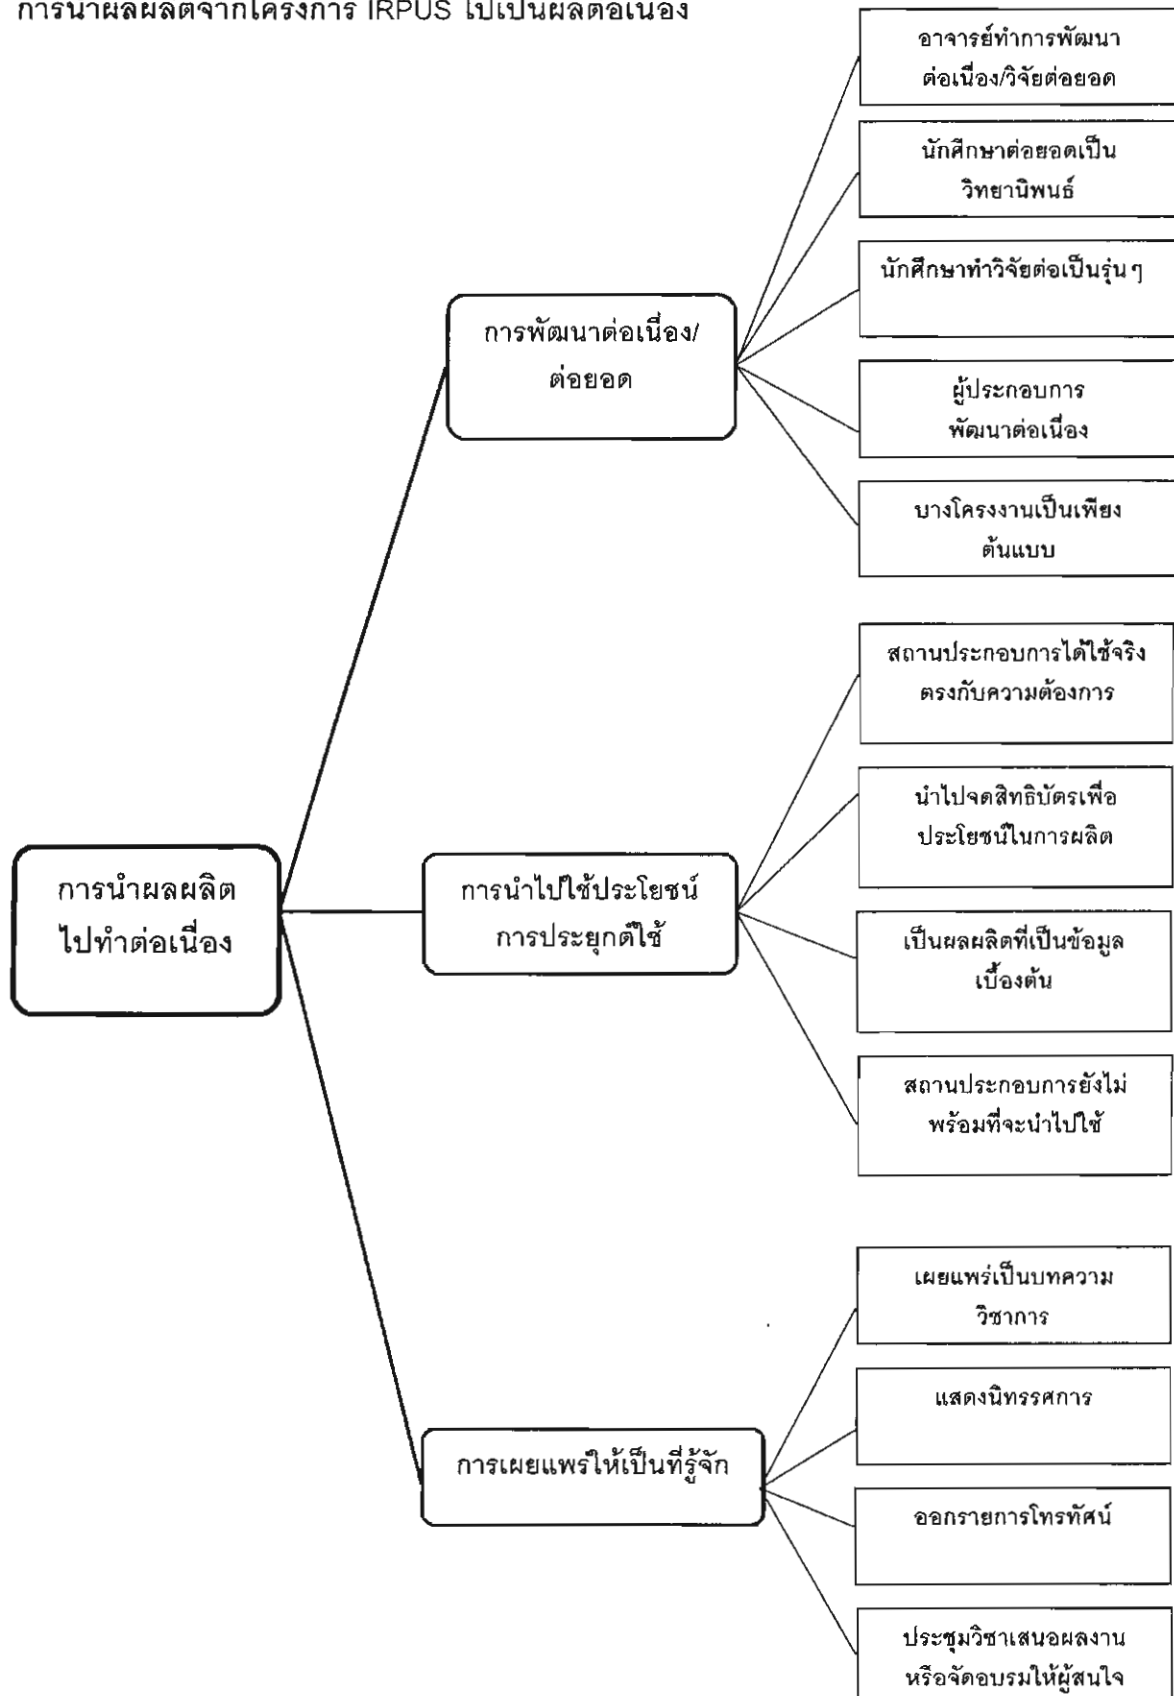 การนำผลผลิตจากโครงการ IRPUS ไปเป็นผลต่อเนื่อง
อาจารย์ทำการพัฒนา
ต่อเนื่อง/วิจัยต่อยอด
นักศึกษาต่อยอดเป็น
วิทยานิพนธ์
นักศึกษาทำวิจัยต่อเป็นรุ่นๆ
การพัฒนาต่อเนื่อง/
ต่อยอด
ผู้ประกอบการ
พัฒนาต่อเนื่อง
บางโครงงานเป็นเพียง
ต้นแบบ
สถานประกอบการได้ใช้จริง
ตรงกับความต้องการ
นำไปจดสิทธิบัตรเพื่อ
ประโยชน์ในการผลิต
การนำผลผลิต
ไปทำต่อเนื่อง
การนำไปใช้ประโยชน์
การประยุกต์ใช้
เป็นผลผลิตที่เป็นข้อมูล
เบื้องต้น
สถานประกอบการยังไม่
พร้อมที่จะนำไปใช้
เผยแพร่เป็นบทความ
วิชาการ
แสดงนิทรรศการ
การเผยแพร่ให้เป็นที่รู้จัก
ออกรายการโทรทัศน์
ประชุมวิชาเสนอผลงาน
หรือจัดอบรมให้ผู้สนใจ